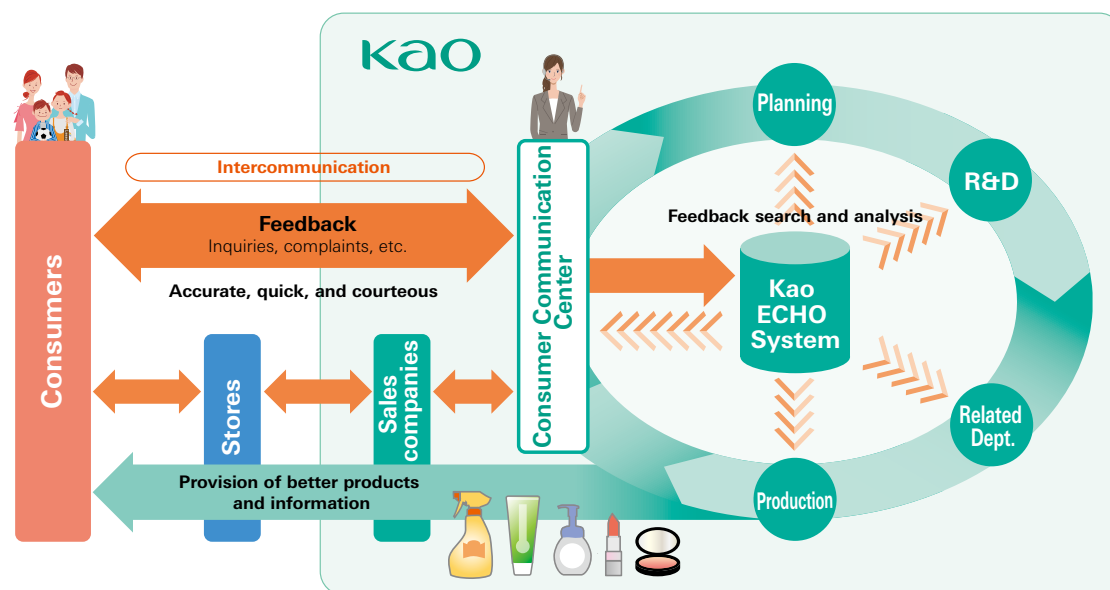 Kao
Planning
R&D
Intercommunication
Feedback
Inquiries, complaints, etc.
Accurate, quick, and courteous
Feedback search and analysis
Consumers
Stores
Sales
companies
Consumer Communication
Center
Kao
ECHO
System
Related
Dept.
Production
Provision of better products
and information